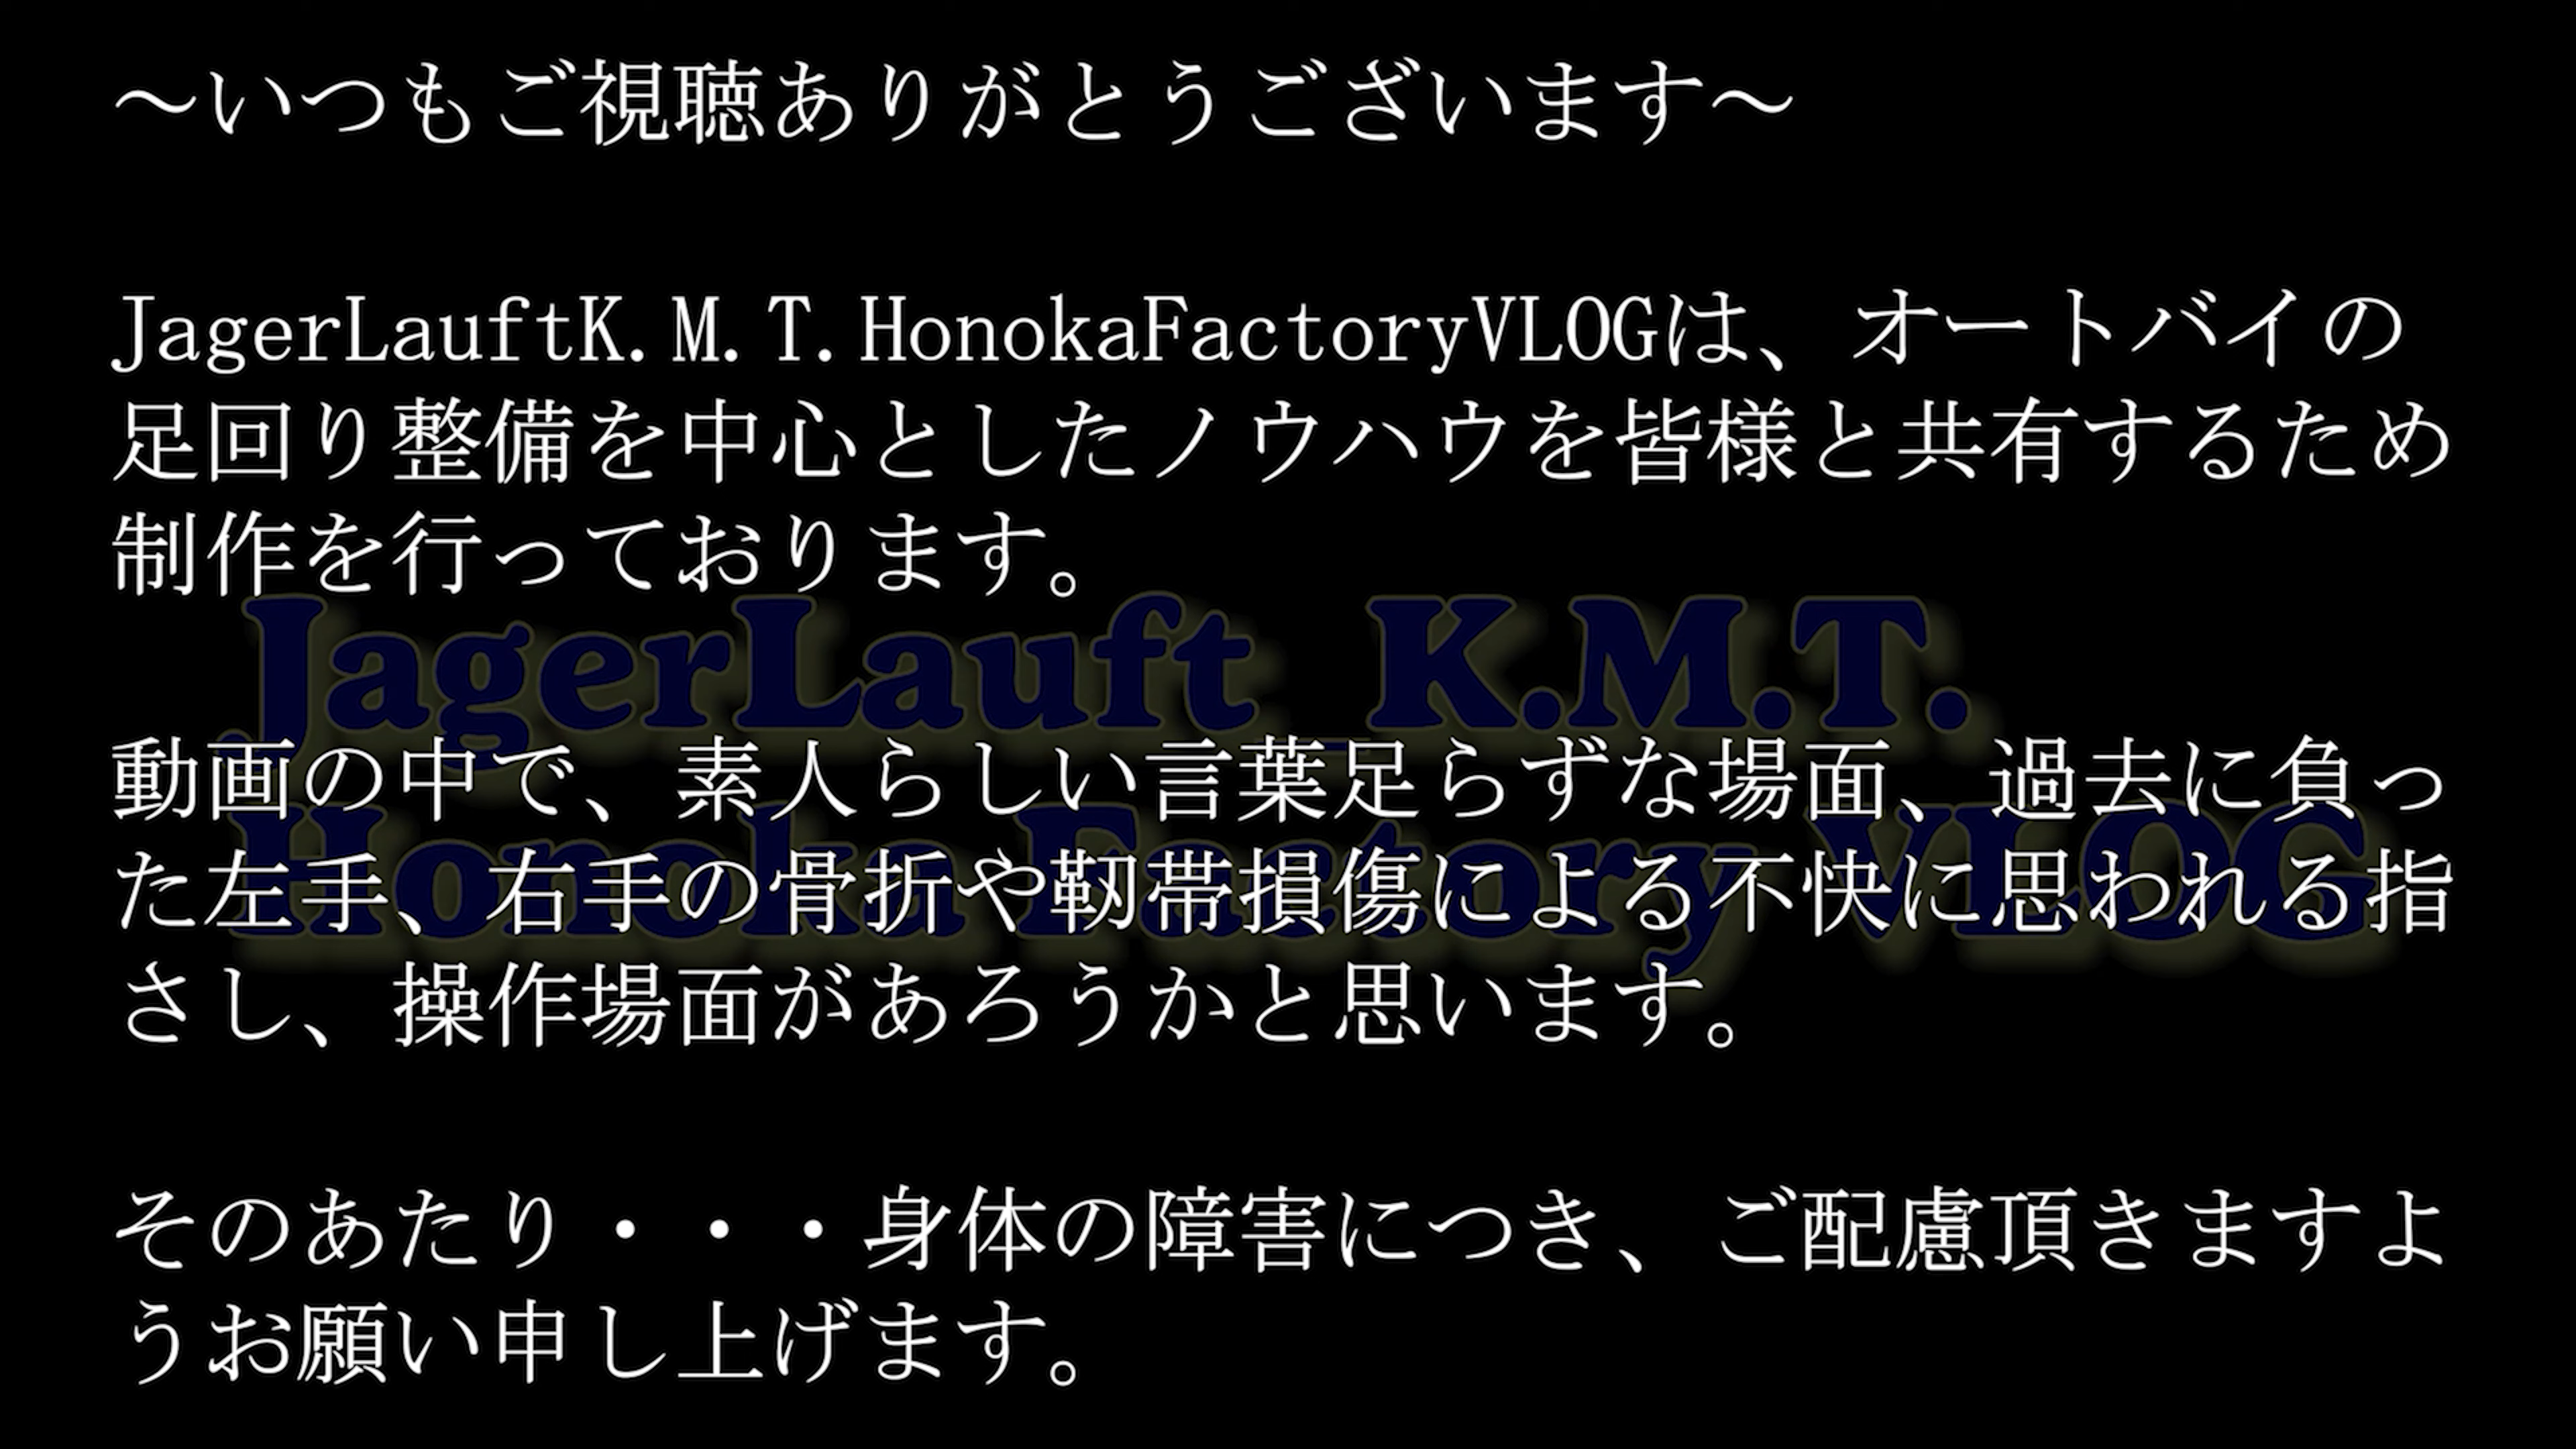 ～いつもご視聴ありがとうございます～
JagerLauftK.M.T.HonokaFactoryVLOGは、オートバイの
足回り整備を中心としたノウハウを皆様と共有するため
制作を行っております。
JagerLauft_K.M.T.
動画の中で、素人らしい言葉足らずな場面、過去に負っ
Honoka Factory VLOG
た左手、右手の骨折や靭帯損傷による不快に思われる指
さし、操作場面があろうかと思います。
そのあたり・・・身体の障害につき、ご配慮頂きますよ
うお願い申し上げます。